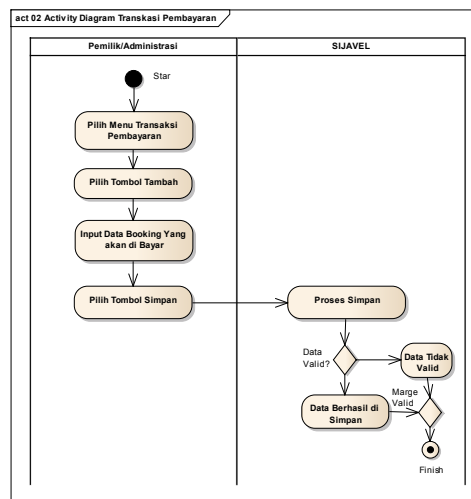 act 02 Activity Diagram Transkasi Pembayaran
Pemilik/Administrasi
SIJAVEL
Star
Pilih Menu Transaksi
Pembayaran
Pilih Tombol Tambah
Input Data Booking Yang
akan di Bayar
Pilih Tombol Simpan
Proses Simpan
Data
Valid?
Data Tidak
Valid
Marge
Valid
Data Berhasil di
Simpan
Finish